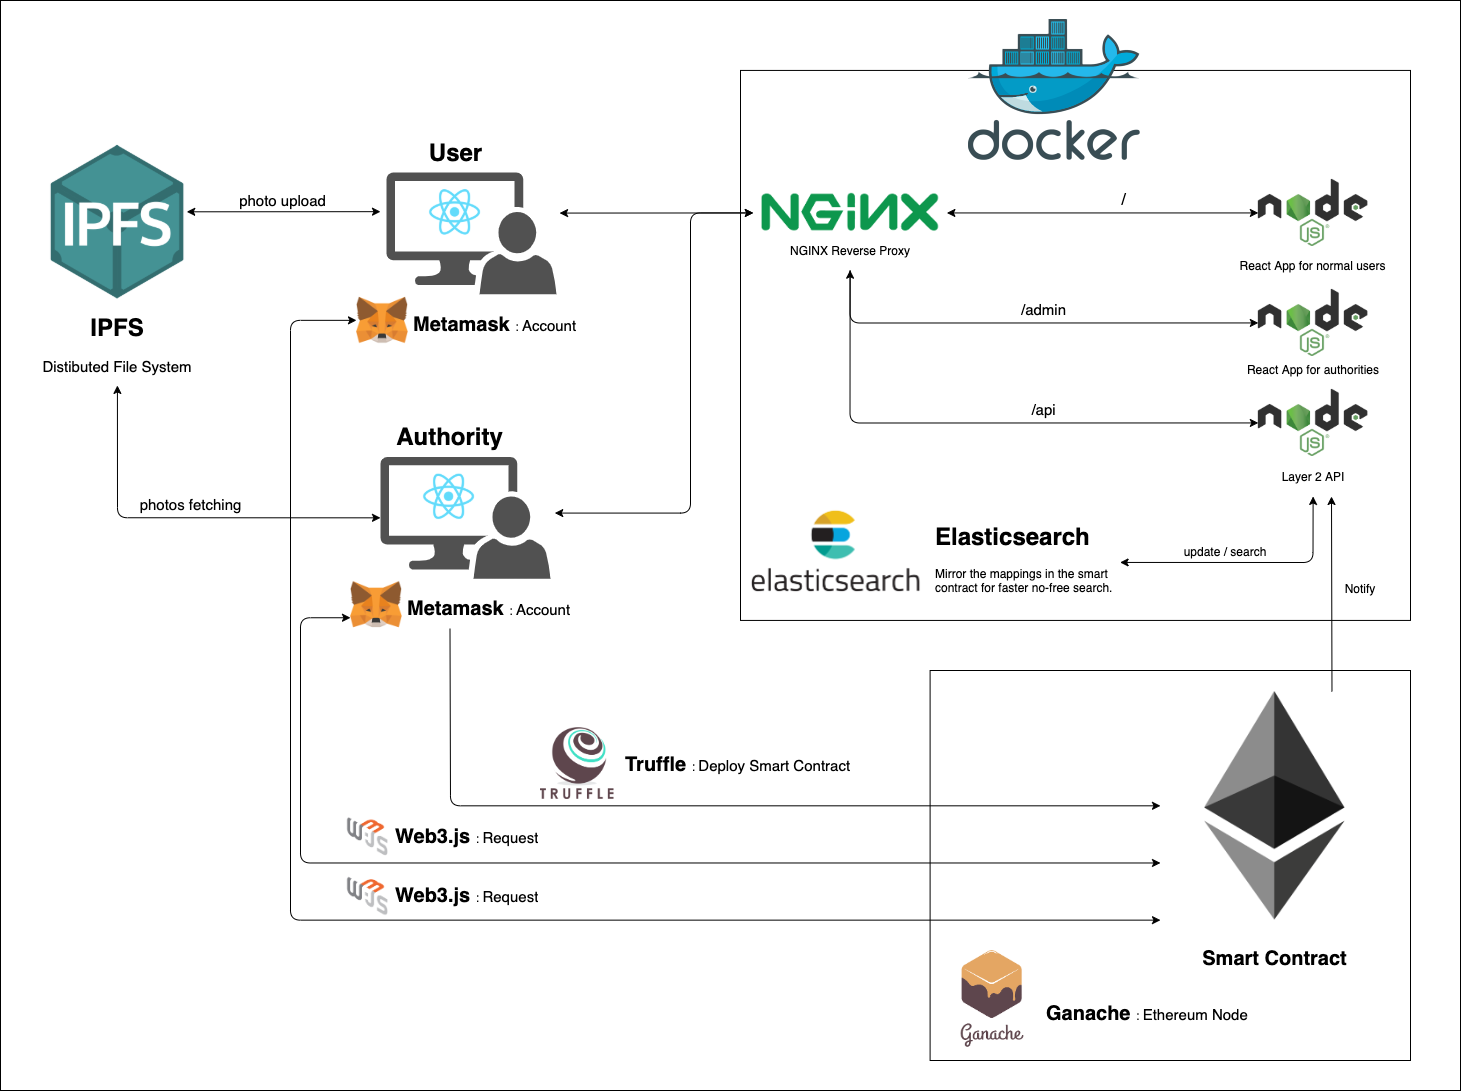 docker
User
IPFS
photo upload
NGINX
/
node
JS
NGINX Reverse Proxy
React App for normal users
IPFS
Metamask : Account
/admin
node
JS
Distibuted File System
React App for authorities
Authority
/api
node
JS
photos fetching
Layer 2 API
elasticsearch
Elasticsearch
Mirror the mappings in the smart
contract for faster no-free search.
update / search
Notify
Metamask : Account
TRUFFLE
Truffle : Deploy Smart Contract
W3JS
Web3.js : Request
W3JS
Web3.js : Request
Smart Contract
Ganache
Ganache : Ethereum Node